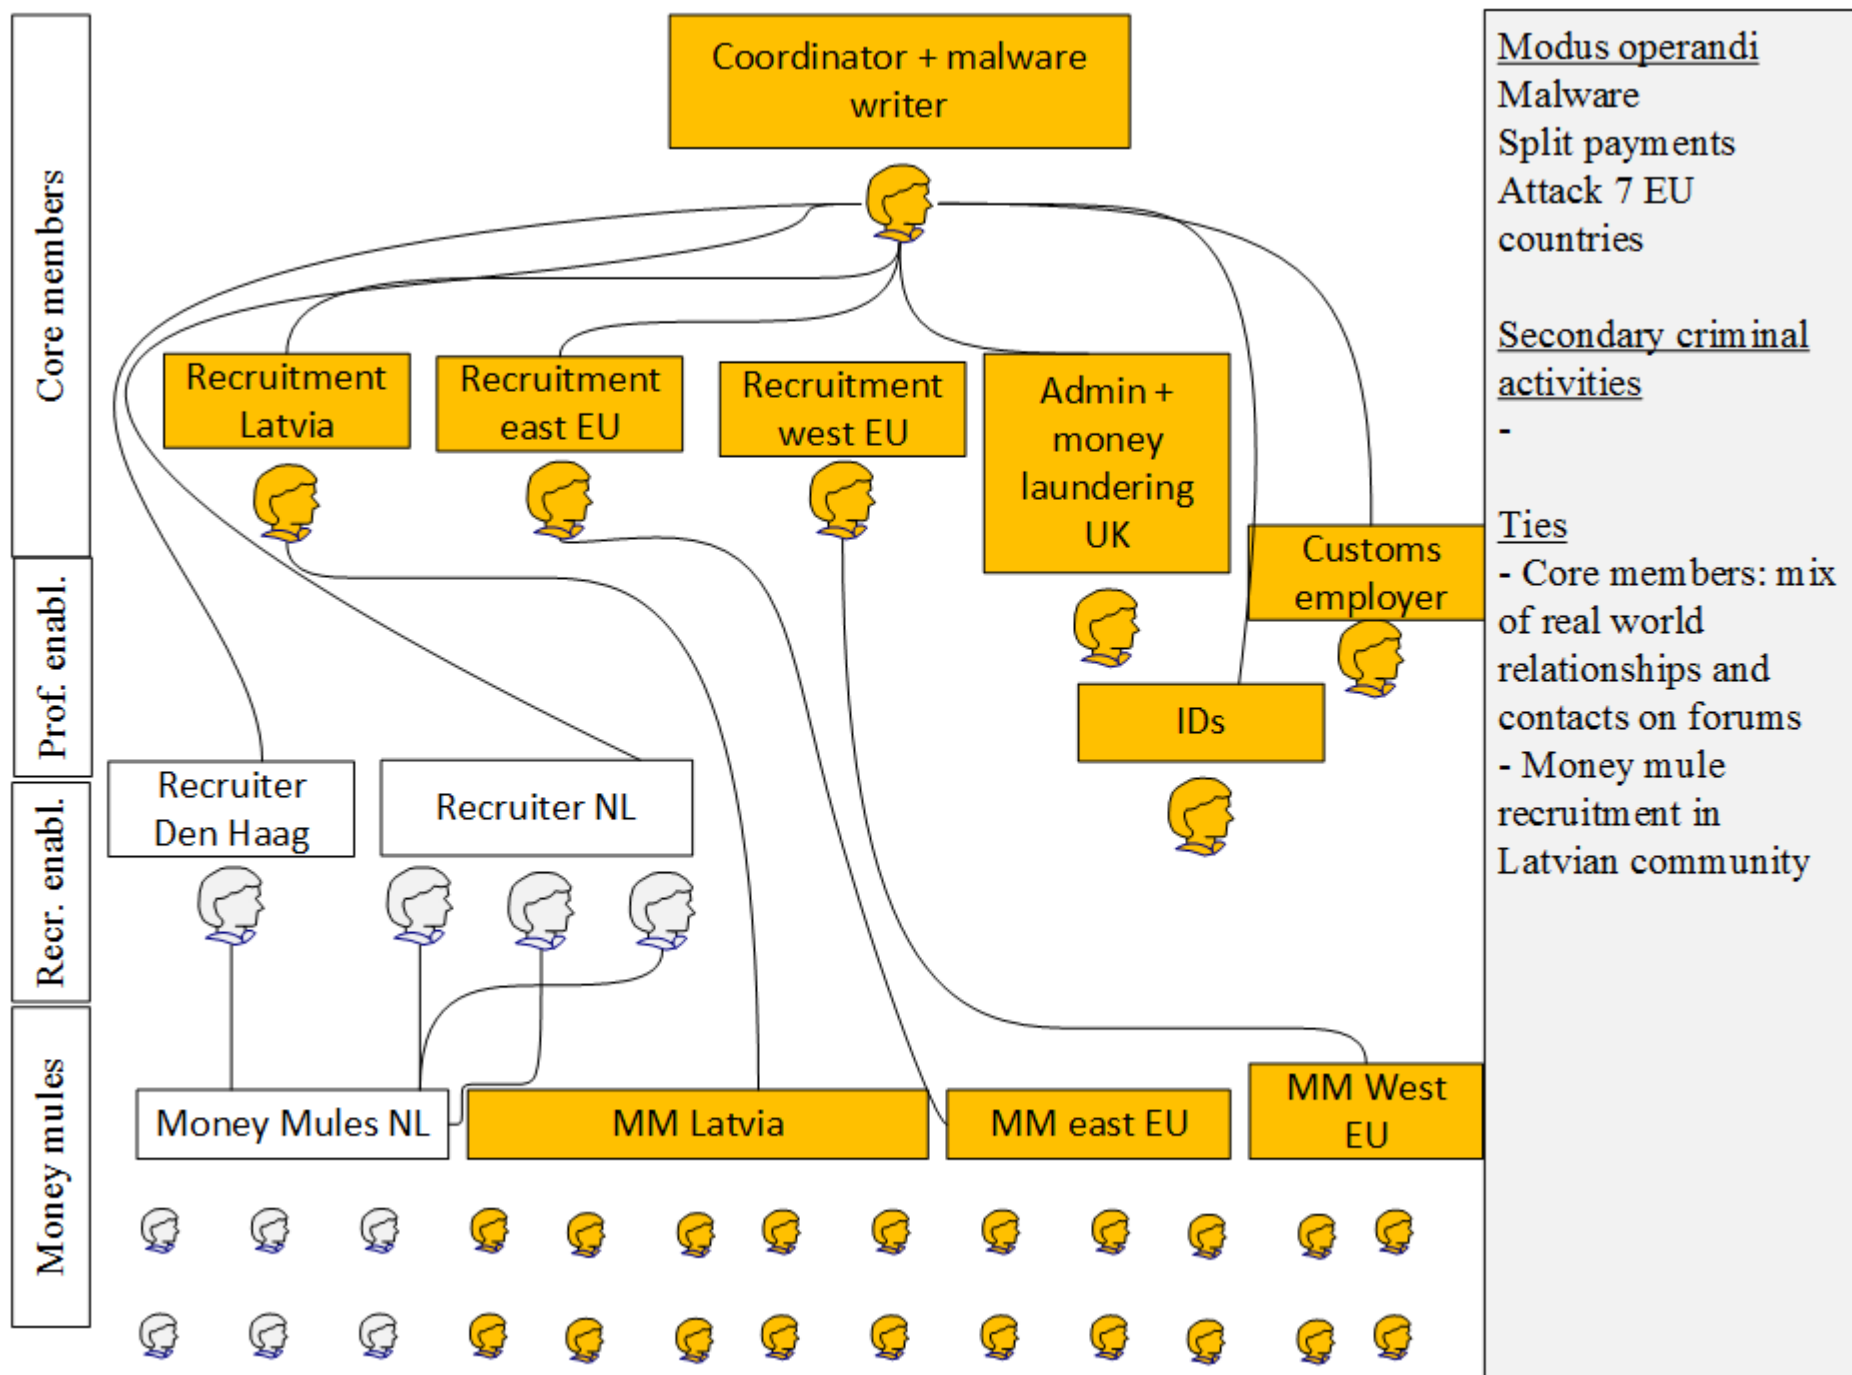 Core members
Prof. enabl.
Recr. enabl.
Money mules
Coordinator + malware
writer
Recruitment
Latvia
Recruitment
east EU
Recruitment
west EU
Admin +
money
laundering
UK
Customs
employer
IDs
Recruiter
Den Haag
Recruiter NL
Money Mules NL
MM Latvia
MM east EU
MM West
EU
Modus operandi
Malware
Split payments
Attack 7 EU
countries
Secondary criminal
activities
-
Ties
- Core members: mix
of real world
relationships and
contacts on forums
- Money mule
recruitment in
Latvian community